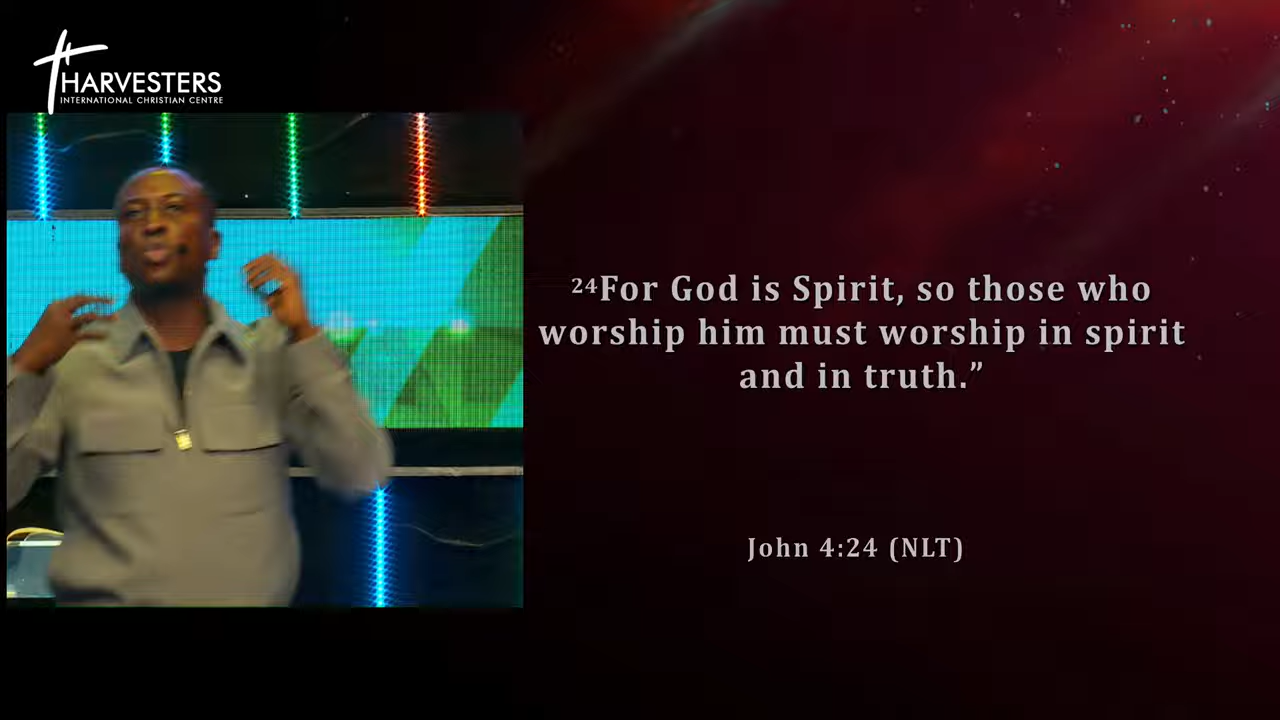 HARVESTERS
INTERNATIONAL CHRISTIAN CENTRE
²⁴For God is Spirit, so those who
worship him must worship in spirit
and in truth.”
John 4:24 (NLT)